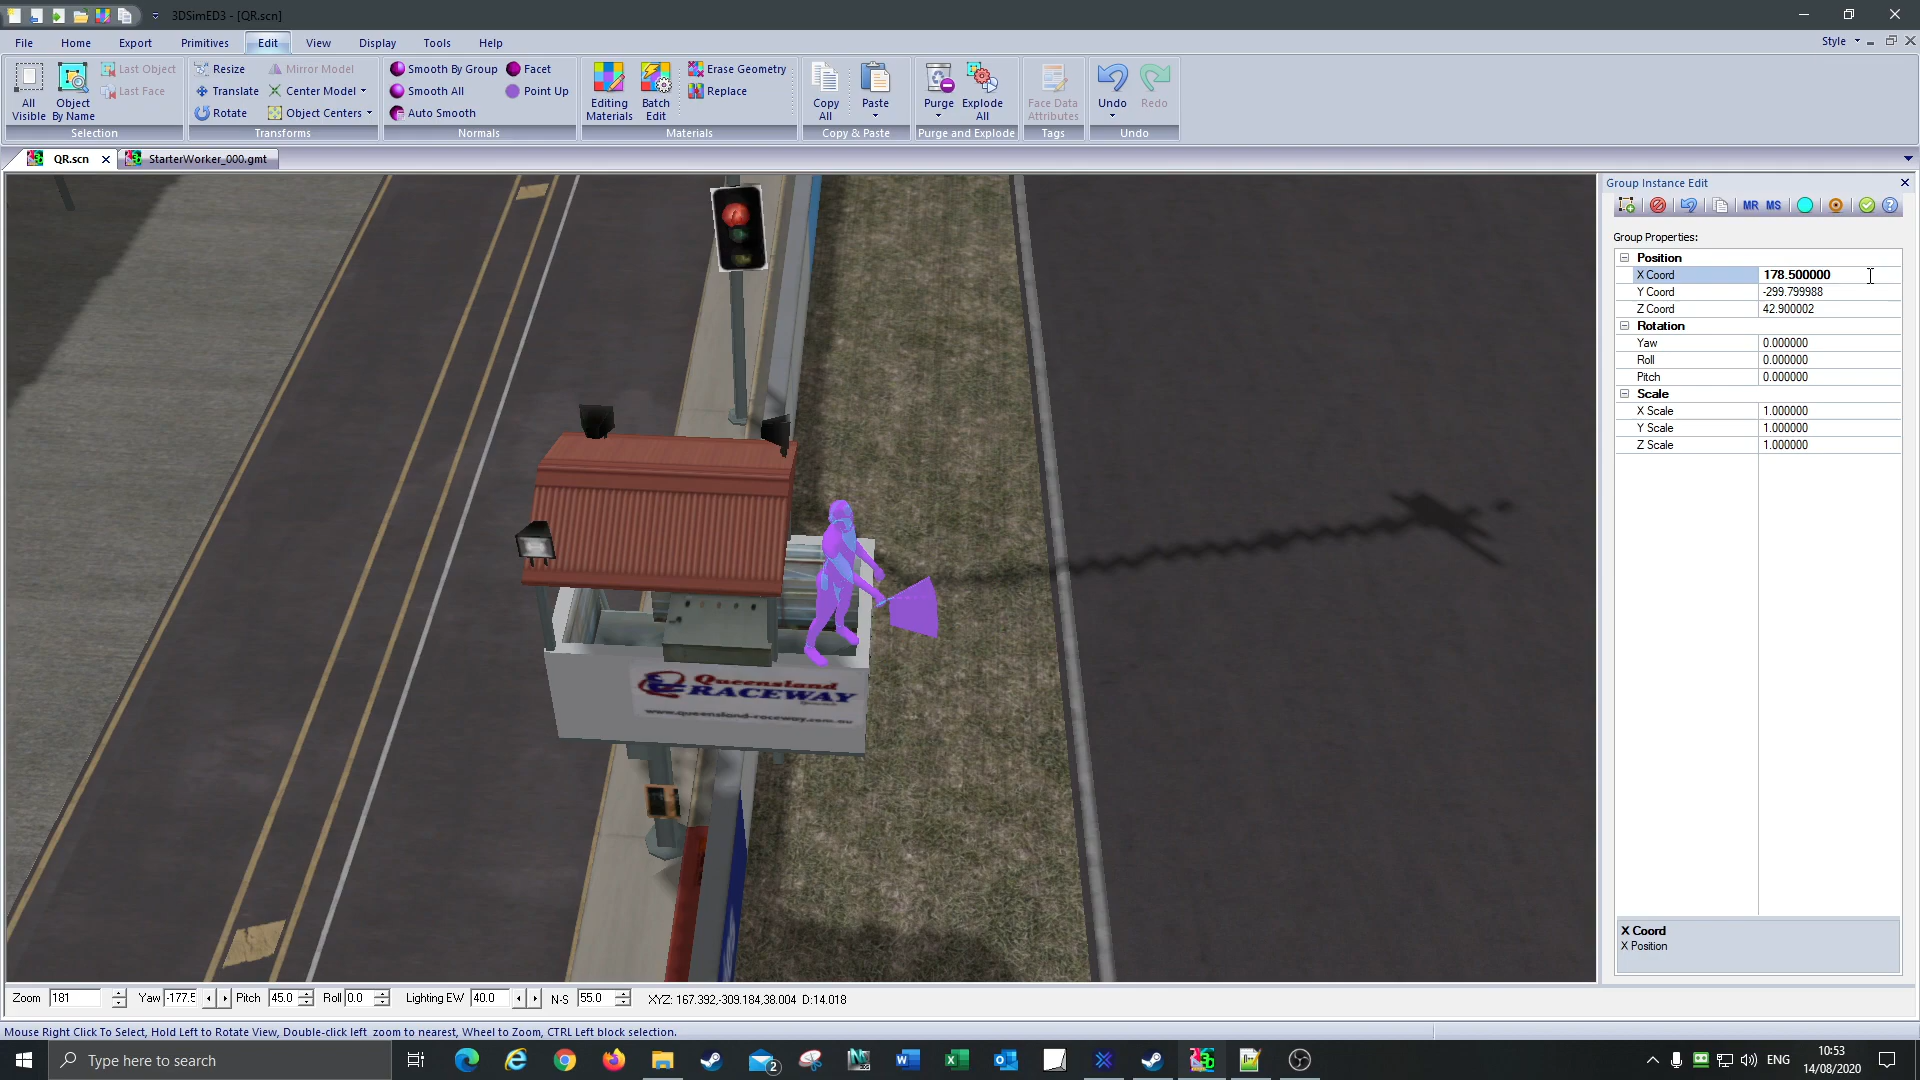 3DSimED3 - [QR.scn]
File Home Export Primitives Edit View Display Tools Help
Style
All Visible
Object By Name
Last Object
Last Face
Selection
Resize
Translate
Rotate
Mirror Model
Center Model
Object Centers
Transforms
Smooth By Group
Smooth All
Auto Smooth
Facet
Point Up
Normals
Editing Materials
Batch Edit
Erase Geometry
Replace
Materials
Copy All
Paste
Copy & Paste
Purge
Explode All
Purge and Explode
Face Data Attributes
Tags
Undo
Redo
Undo
QR.scn
StarterWorker_000.gmt
Queensland
RACEWAY
www.queensland-raceway.com.au
Group Instance Edit
MR MS
Group Properties:
Position
X Coord 178.500000
Y Coord -299.799988
Z Coord 42.900002
Rotation
Yaw 0.000000
Roll 0.000000
Pitch 0.000000
Scale
X Scale 1.000000
Y Scale 1.000000
Z Scale 1.000000
X Coord
X Position
Zoom 181 Yaw -177.5 Pitch 45.0 Roll 0.0 Lighting EW 40.0 N-S 55.0 XYZ: 167.392,-309.184,38.004 D:14.018
Mouse Right Click To Select, Hold Left to Rotate View, Double-click left zoom to nearest, Wheel to Zoom, CTRL Left block selection.
Type here to search
2
ENG
10:53
14/08/2020